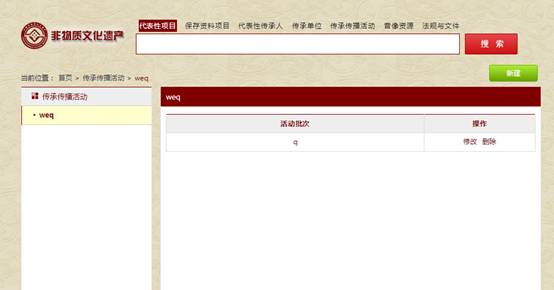 非物质文化遗产
代表性项目 保存资料项目 代表性传承人 传承单位 传承传播活动 音像资源 法规与文件
搜 索
当前位置： 首页 > 传承传播活动 > weq
新建
传承传播活动
weq
weq
活动批次 操作
q 修改 删除